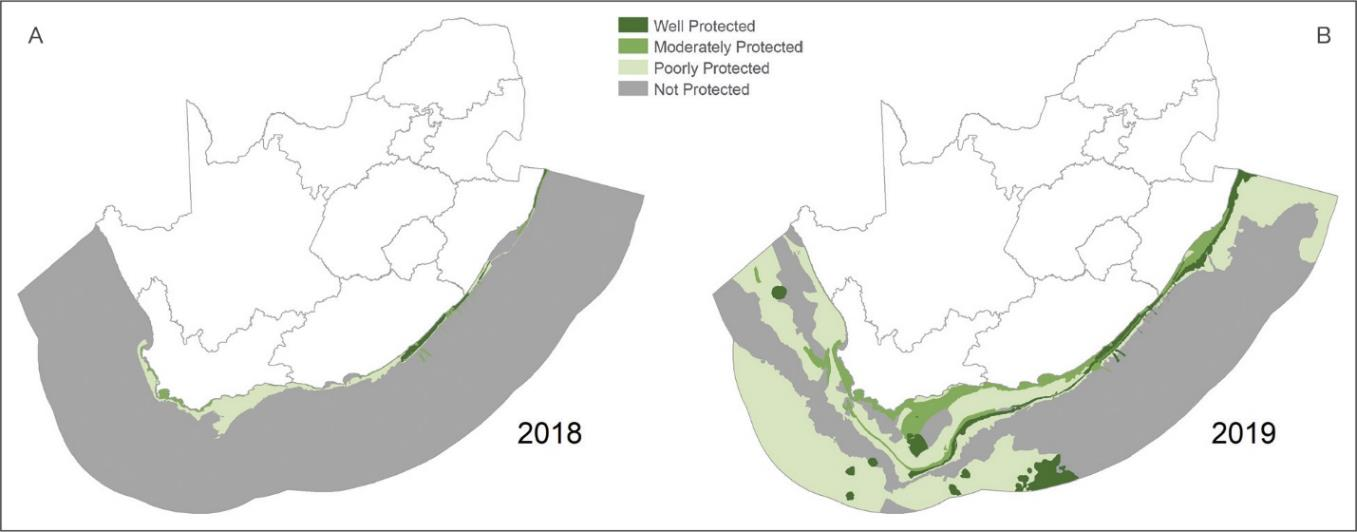 A
Well Protected
Moderately Protected
Poorly Protected
Not Protected
B
2018
2019